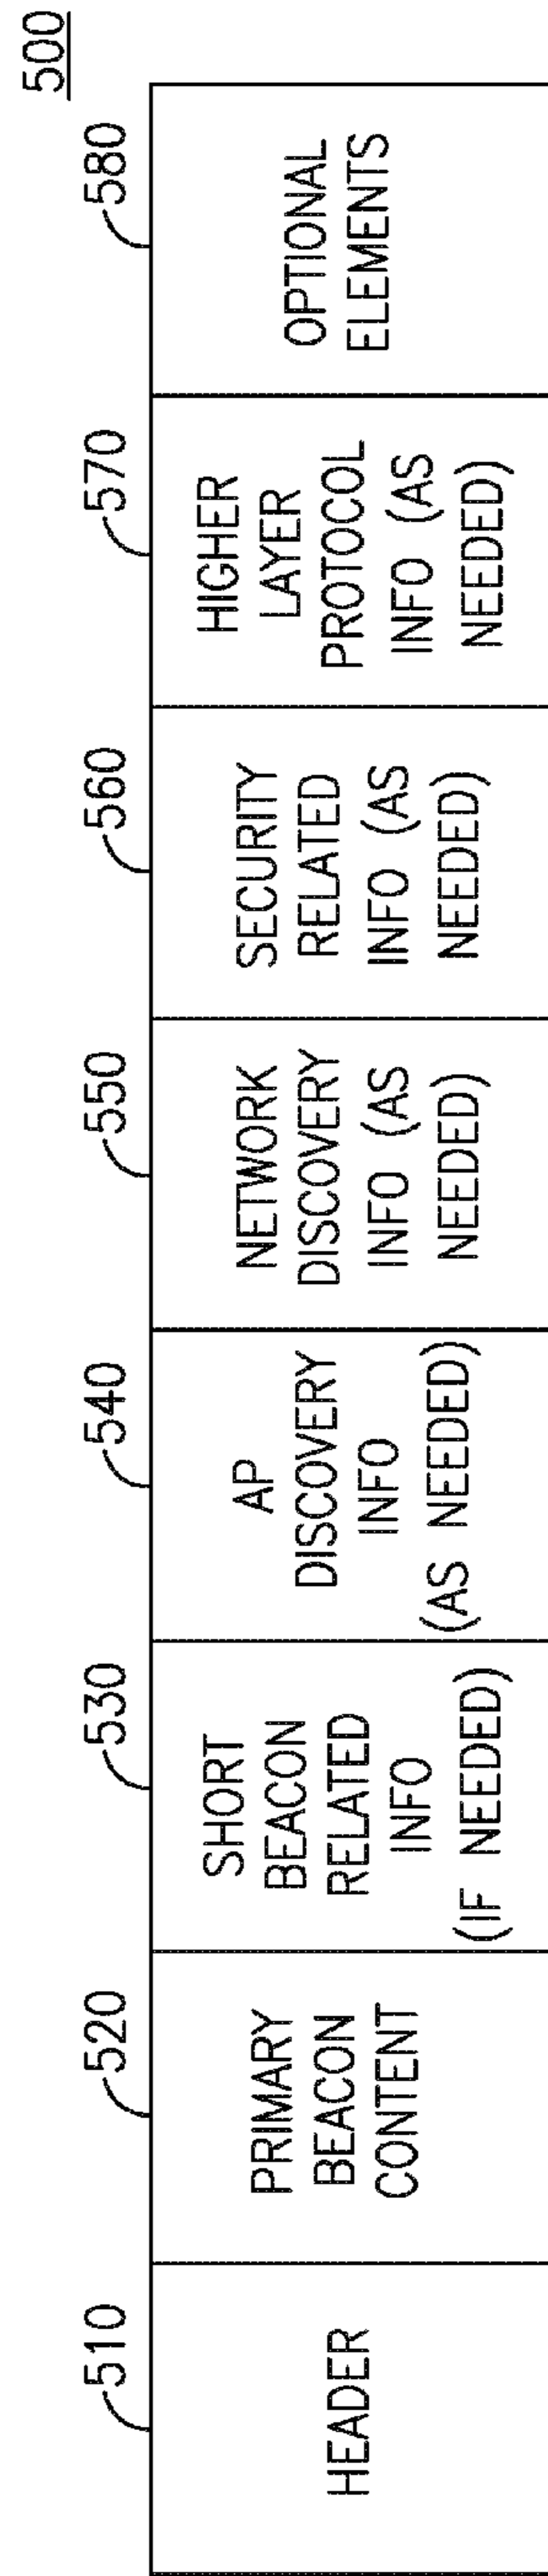 500
510
520
530
540
550
560
570
580
HEADER
PRIMARY
BEACON
CONTENT
SHORT
BEACON
RELATED
INFO
(IF NEEDED)
AP
DISCOVERY
INFO
(AS NEEDED)
NETWORK
DISCOVERY
INFO (AS
NEEDED)
SECURITY
RELATED
INFO (AS
NEEDED)
HIGHER
LAYER
PROTOCOL
INFO (AS
NEEDED)
OPTIONAL
ELEMENTS